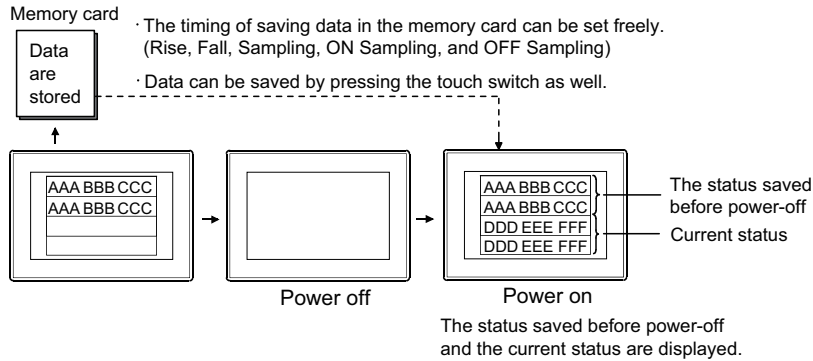 Memory card
· The timing of saving data in the memory card can be set freely.
(Rise, Fall, Sampling, ON Sampling, and OFF Sampling)
· Data can be saved by pressing the touch switch as well.
Data
are
stored
AAA BBB CCC
AAA BBB CCC
AAA BBB CCC
AAA BBB CCC
DDD EEE FFF
DDD EEE FFF
The status saved
before power-off
Current status
Power off
Power on
The status saved before power-off
and the current status are displayed.